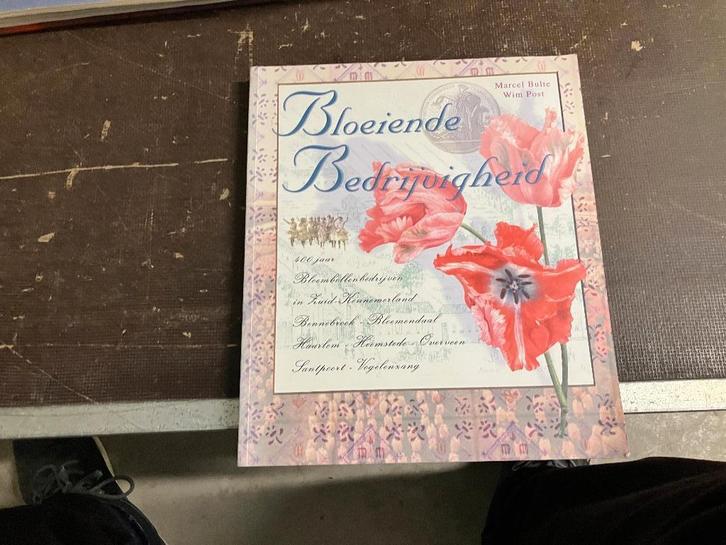 Marcel Bulte
Wim Post
Bloeiende
Bedrijvigheid
400 jaar
Bloembollenbedrijven
in Zuid-Kennemerland
Bennebroek - Bloemendaal
Haarlem - Heemstede - Overveen
Santpoort - Vogelenzang